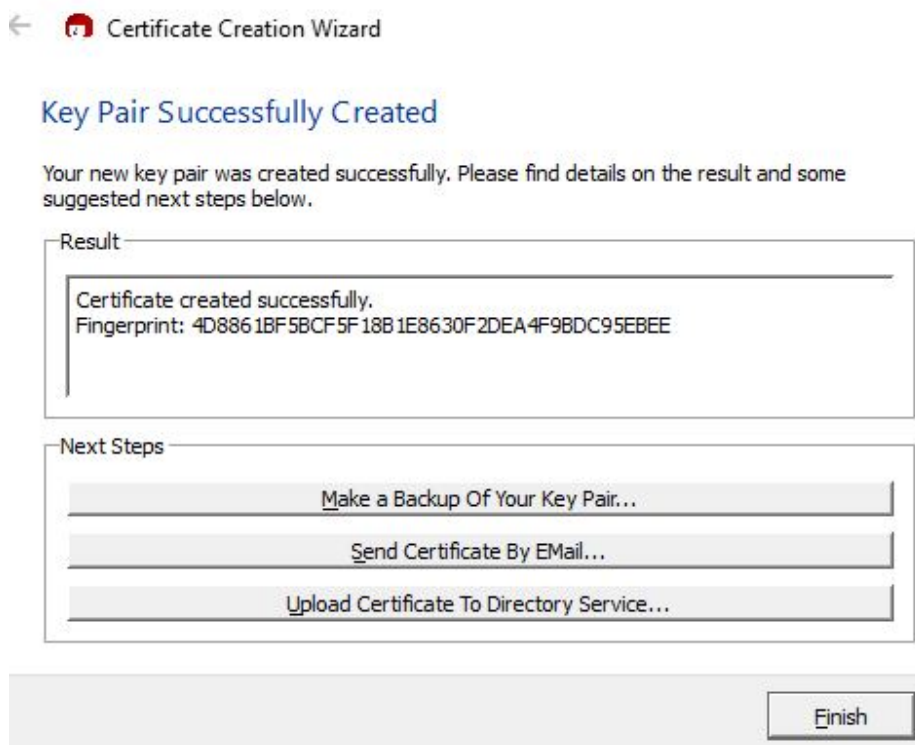 Certificate Creation Wizard
Key Pair Successfully Created
Your new key pair was created successfully. Please find details on the result and some
suggested next steps below.
Result
Certificate created successfully.
Fingerprint: 4D8861BF5BCF5F18B1E8630F2DEA4F9BDC95EBEE
Next Steps
Make a Backup Of Your Key Pair...
Send Certificate By EMail...
Upload Certificate To Directory Service...
Finish